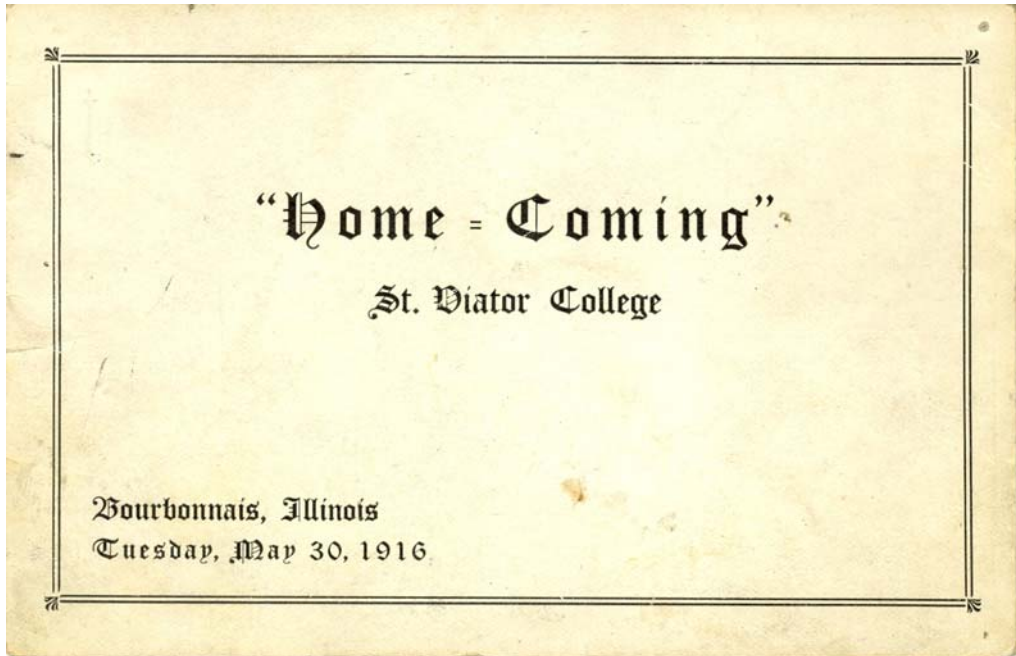 "Home=Coming"
St. Viator College
Bourbonnais, Illinois
Tuesday, May 30, 1916